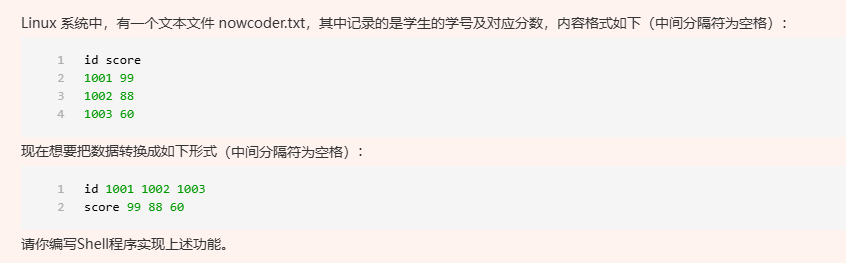 Linux 系统中，有一个文本文件 nowcoder.txt，其中记录的是学生的学号及对应分数，内容格式如下（中间分隔符为空格）：
1 id score
2 1001 99
3 1002 88
4 1003 60
现在想要把数据转换成如下形式（中间分隔符为空格）：
1 id 1001 1002 1003
2 score 99 88 60
请你编写Shell程序实现上述功能。